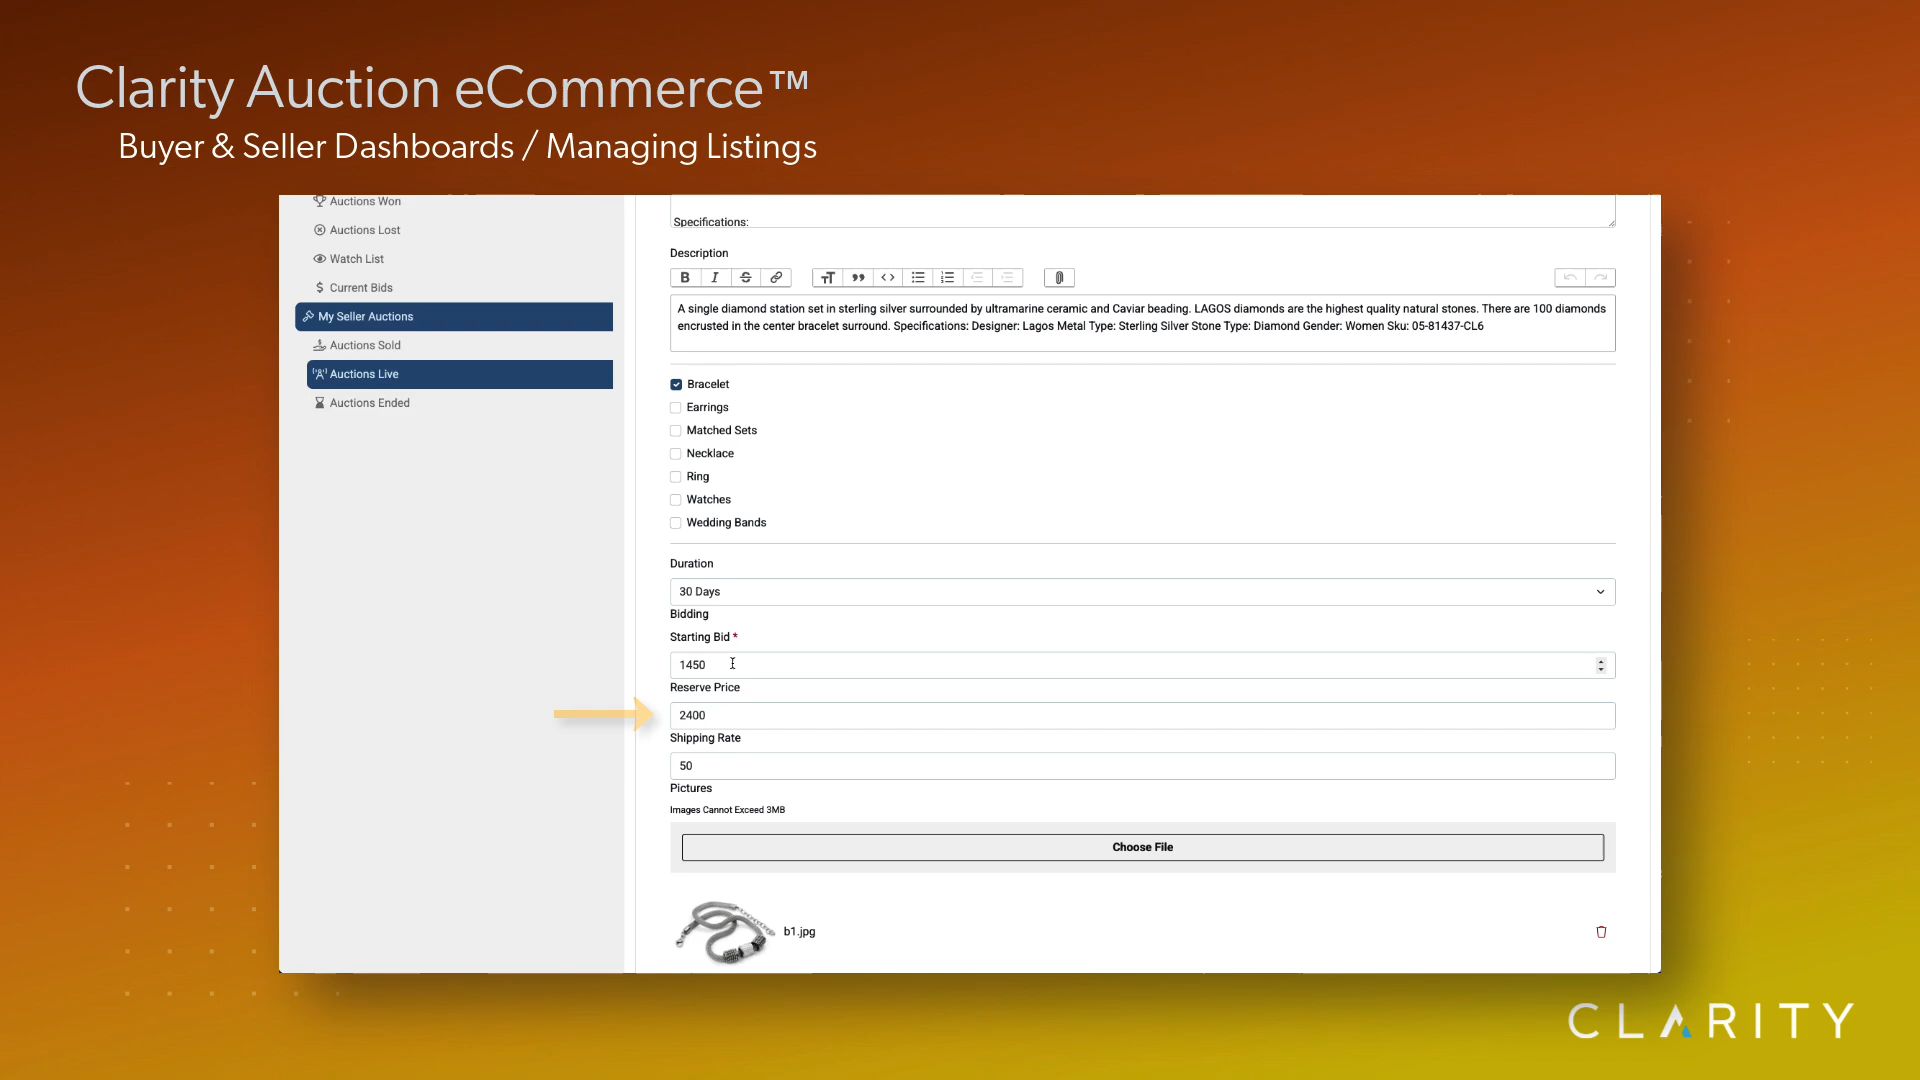 Clarity Auction eCommerce™
Buyer & Seller Dashboards / Managing Listings
Auctions Won
Auctions Lost
Watch List
Current Bids
My Seller Auctions
Auctions Sold
Auctions Live
Auctions Ended
Specifications:
Description
A single diamond station set in sterling silver surrounded by ultramarine ceramic and Caviar beading. LAGOS diamonds are the highest quality natural stones. There are 100 diamonds
encrusted in the center bracelet surround. Specifications: Designer: Lagos Metal Type: Sterling Silver Stone Type: Diamond Gender: Women Sku: 05-81437-CL6
Bracelet
Earrings
Matched Sets
Necklace
Ring
Watches
Wedding Bands
Duration
30 Days
Bidding
Starting Bid *
1450
Reserve Price
2400
Shipping Rate
50
Pictures
Images Cannot Exceed 3MB
Choose File
b1.jpg
CLARITY